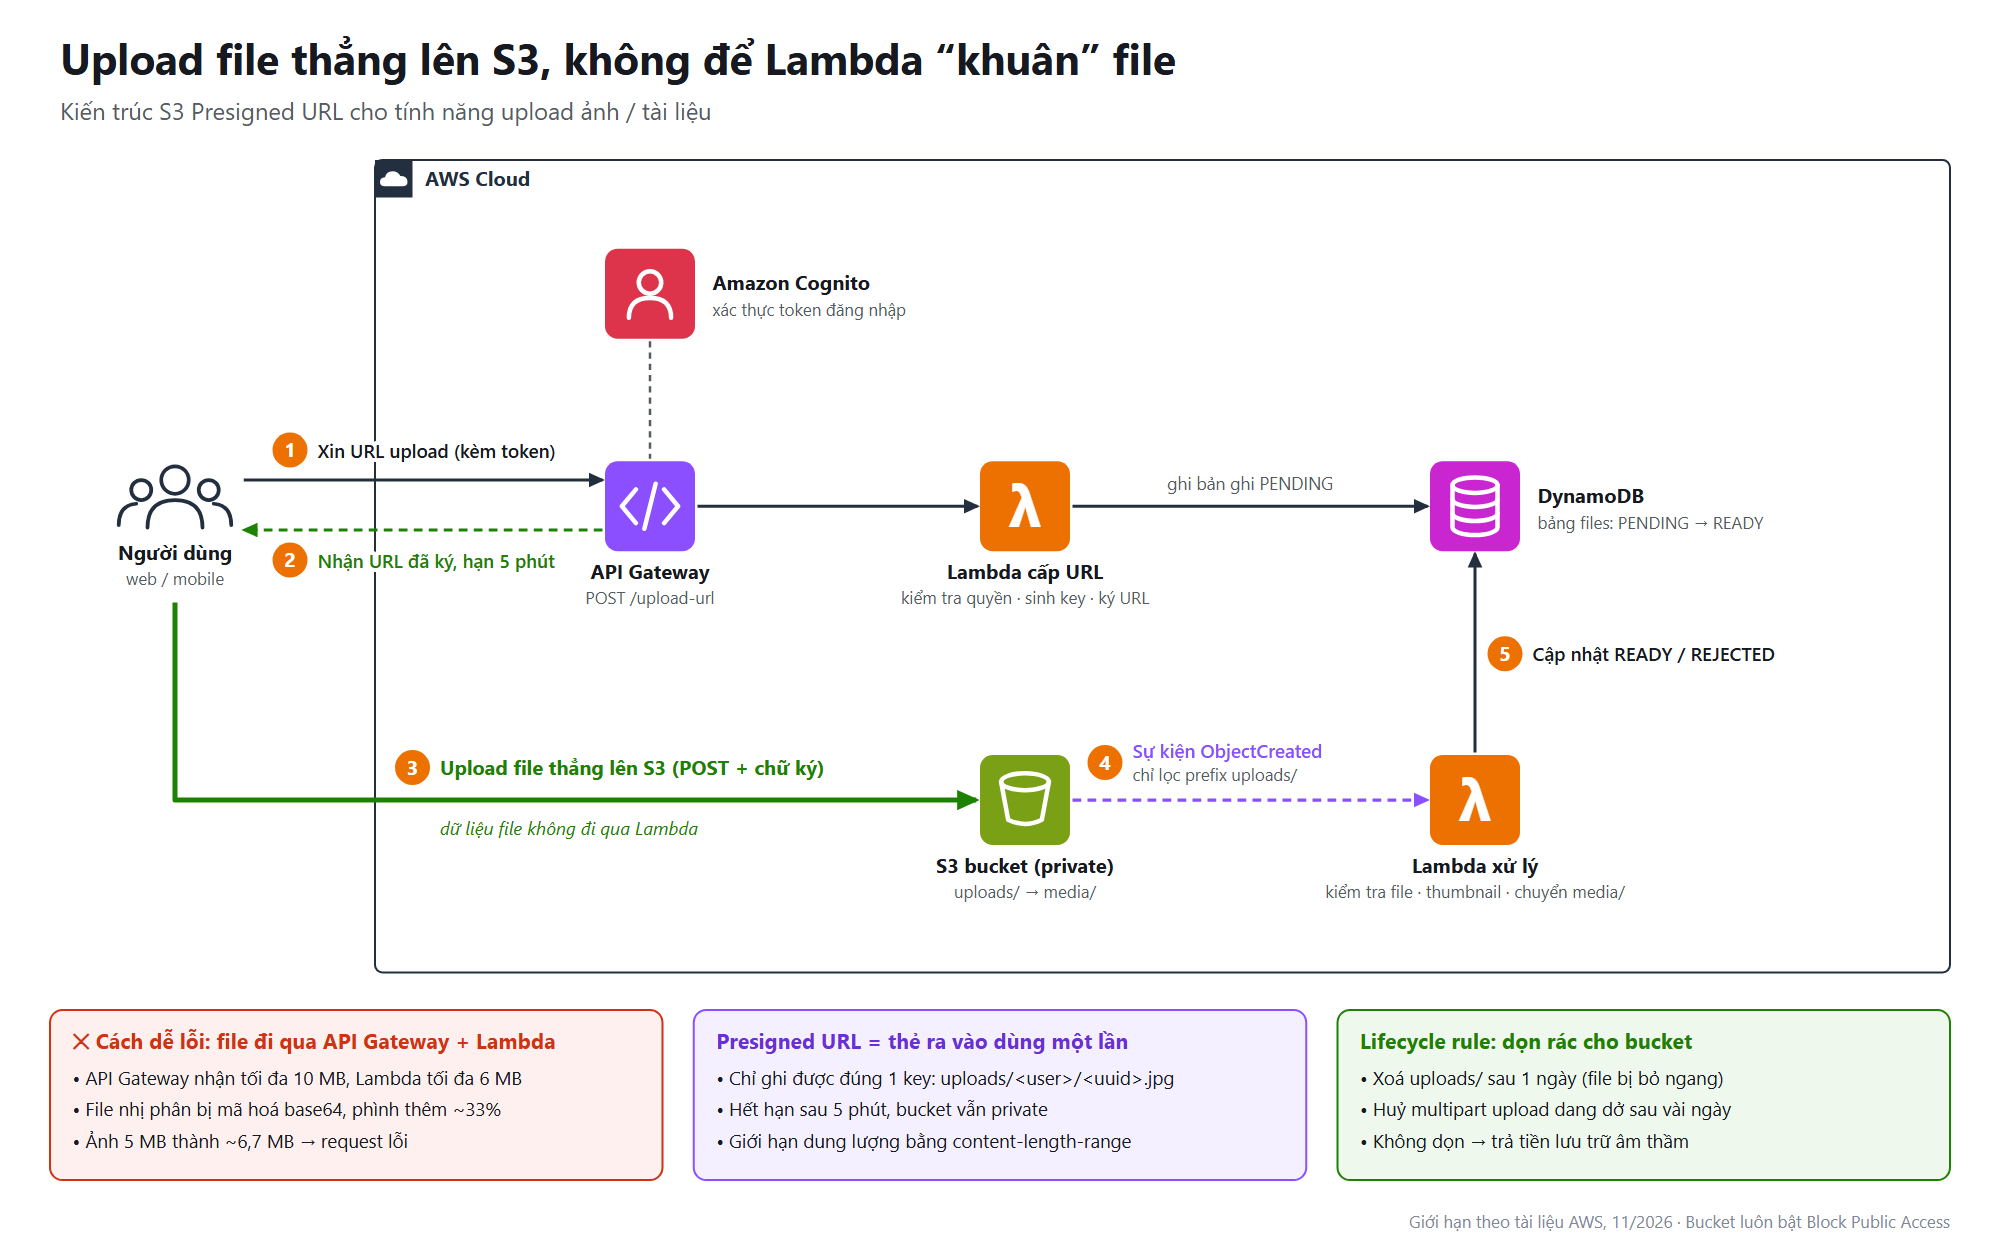 Upload file thẳng lên S3, không để Lambda “khuân” file
Kiến trúc S3 Presigned URL cho tính năng upload ảnh / tài liệu
AWS Cloud
Amazon Cognito
xác thực token đăng nhập
1 Xin URL upload (kèm token)
2 Nhận URL đã ký, hạn 5 phút
Người dùng
web / mobile
</>
API Gateway
POST /upload-url
λ
Lambda cấp URL
kiểm tra quyền · sinh key · ký URL
ghi bản ghi PENDING
DynamoDB
bảng files: PENDING → READY
5 Cập nhật READY / REJECTED
3 Upload file thẳng lên S3 (POST + chữ ký)
dữ liệu file không đi qua Lambda
S3 bucket (private)
uploads/ → media/
4 Sự kiện ObjectCreated
chỉ lọc prefix uploads/
λ
Lambda xử lý
kiểm tra file · thumbnail · chuyển media/
✕ Cách dễ lỗi: file đi qua API Gateway + Lambda
• API Gateway nhận tối đa 10 MB, Lambda tối đa 6 MB
• File nhị phân bị mã hoá base64, phình thêm ~33%
• Ảnh 5 MB thành ~6,7 MB → request lỗi
Presigned URL = thẻ ra vào dùng một lần
• Chỉ ghi được đúng 1 key: uploads/<user>/<uuid>.jpg
• Hết hạn sau 5 phút, bucket vẫn private
• Giới hạn dung lượng bằng content-length-range
Lifecycle rule: dọn rác cho bucket
• Xoá uploads/ sau 1 ngày (file bị bỏ ngang)
• Huỷ multipart upload dang dở sau vài ngày
• Không dọn → trả tiền lưu trữ âm thầm
Giới hạn theo tài liệu AWS, 11/2026 · Bucket luôn bật Block Public Access